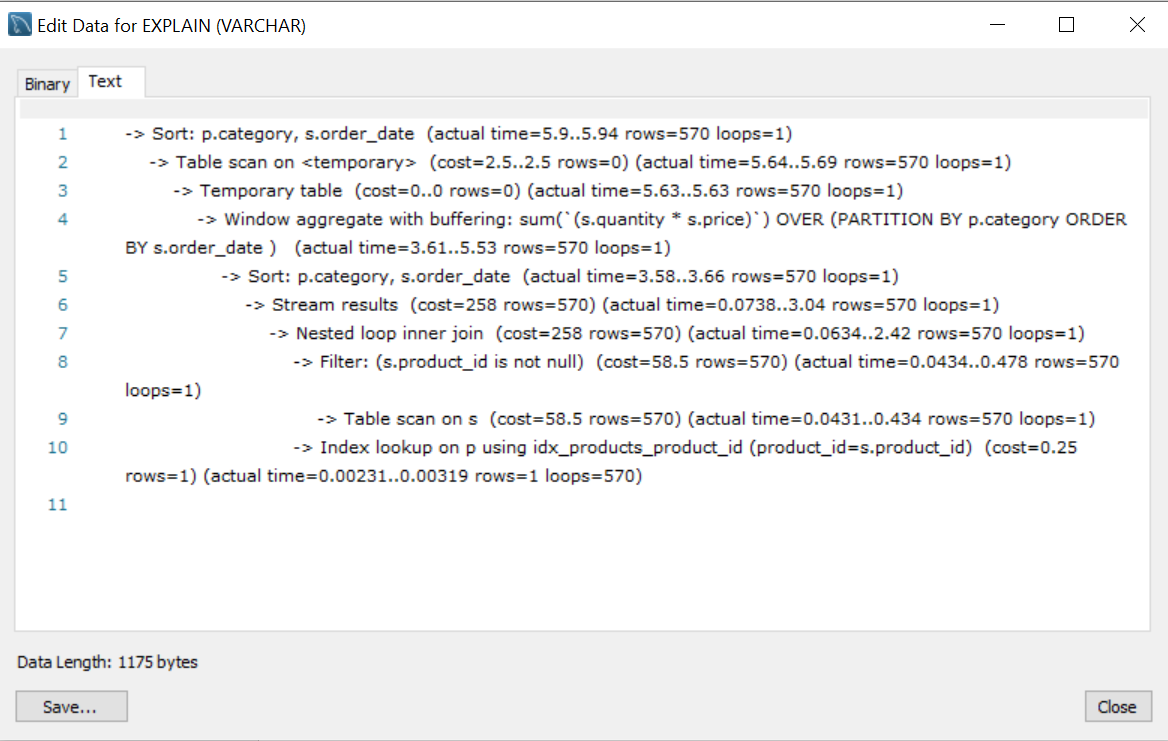 Edit Data for EXPLAIN (VARCHAR)
Binary Text
1 -> Sort: p.category, s.order_date  (actual time=5.9..5.94 rows=570 loops=1)
2 -> Table scan on <temporary>  (cost=2.5..2.5 rows=0) (actual time=5.64..5.69 rows=570 loops=1)
3 -> Temporary table  (cost=0..0 rows=0) (actual time=5.63..5.63 rows=570 loops=1)
4 -> Window aggregate with buffering: sum(`(s.quantity * s.price)`) OVER (PARTITION BY p.category ORDER
BY s.order_date )   (actual time=3.61..5.53 rows=570 loops=1)
5 -> Sort: p.category, s.order_date  (actual time=3.58..3.66 rows=570 loops=1)
6 -> Stream results  (cost=258 rows=570) (actual time=0.0738..3.04 rows=570 loops=1)
7 -> Nested loop inner join  (cost=258 rows=570) (actual time=0.0634..2.42 rows=570 loops=1)
8 -> Filter: (s.product_id is not null)  (cost=58.5 rows=570) (actual time=0.0434..0.478 rows=570
loops=1)
9 -> Table scan on s  (cost=58.5 rows=570) (actual time=0.0431..0.434 rows=570 loops=1)
10 -> Index lookup on p using idx_products_product_id (product_id=s.product_id)  (cost=0.25
rows=1) (actual time=0.00231..0.00319 rows=1 loops=570)
11
Data Length: 1175 bytes
Save... Close